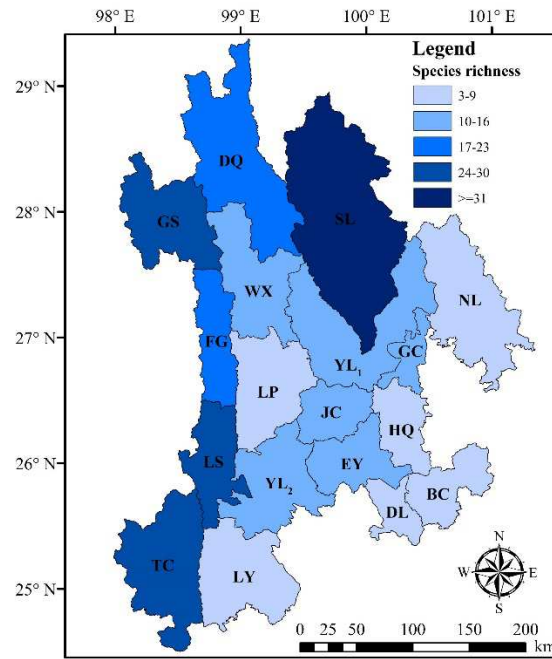 98° E 99° E 100° E 101° E
Legend
Species richness
3-9
10-16
17-23
24-30
>=31
29° N
28° N
27° N
26° N
25° N
DQ
GS
SL
WX
NL
FG
GC
YL1
LP
JC
HQ
LS
EY
YL2
BC
DL
TC
LY
N
W E
S
0 25 50 100 150 200
km